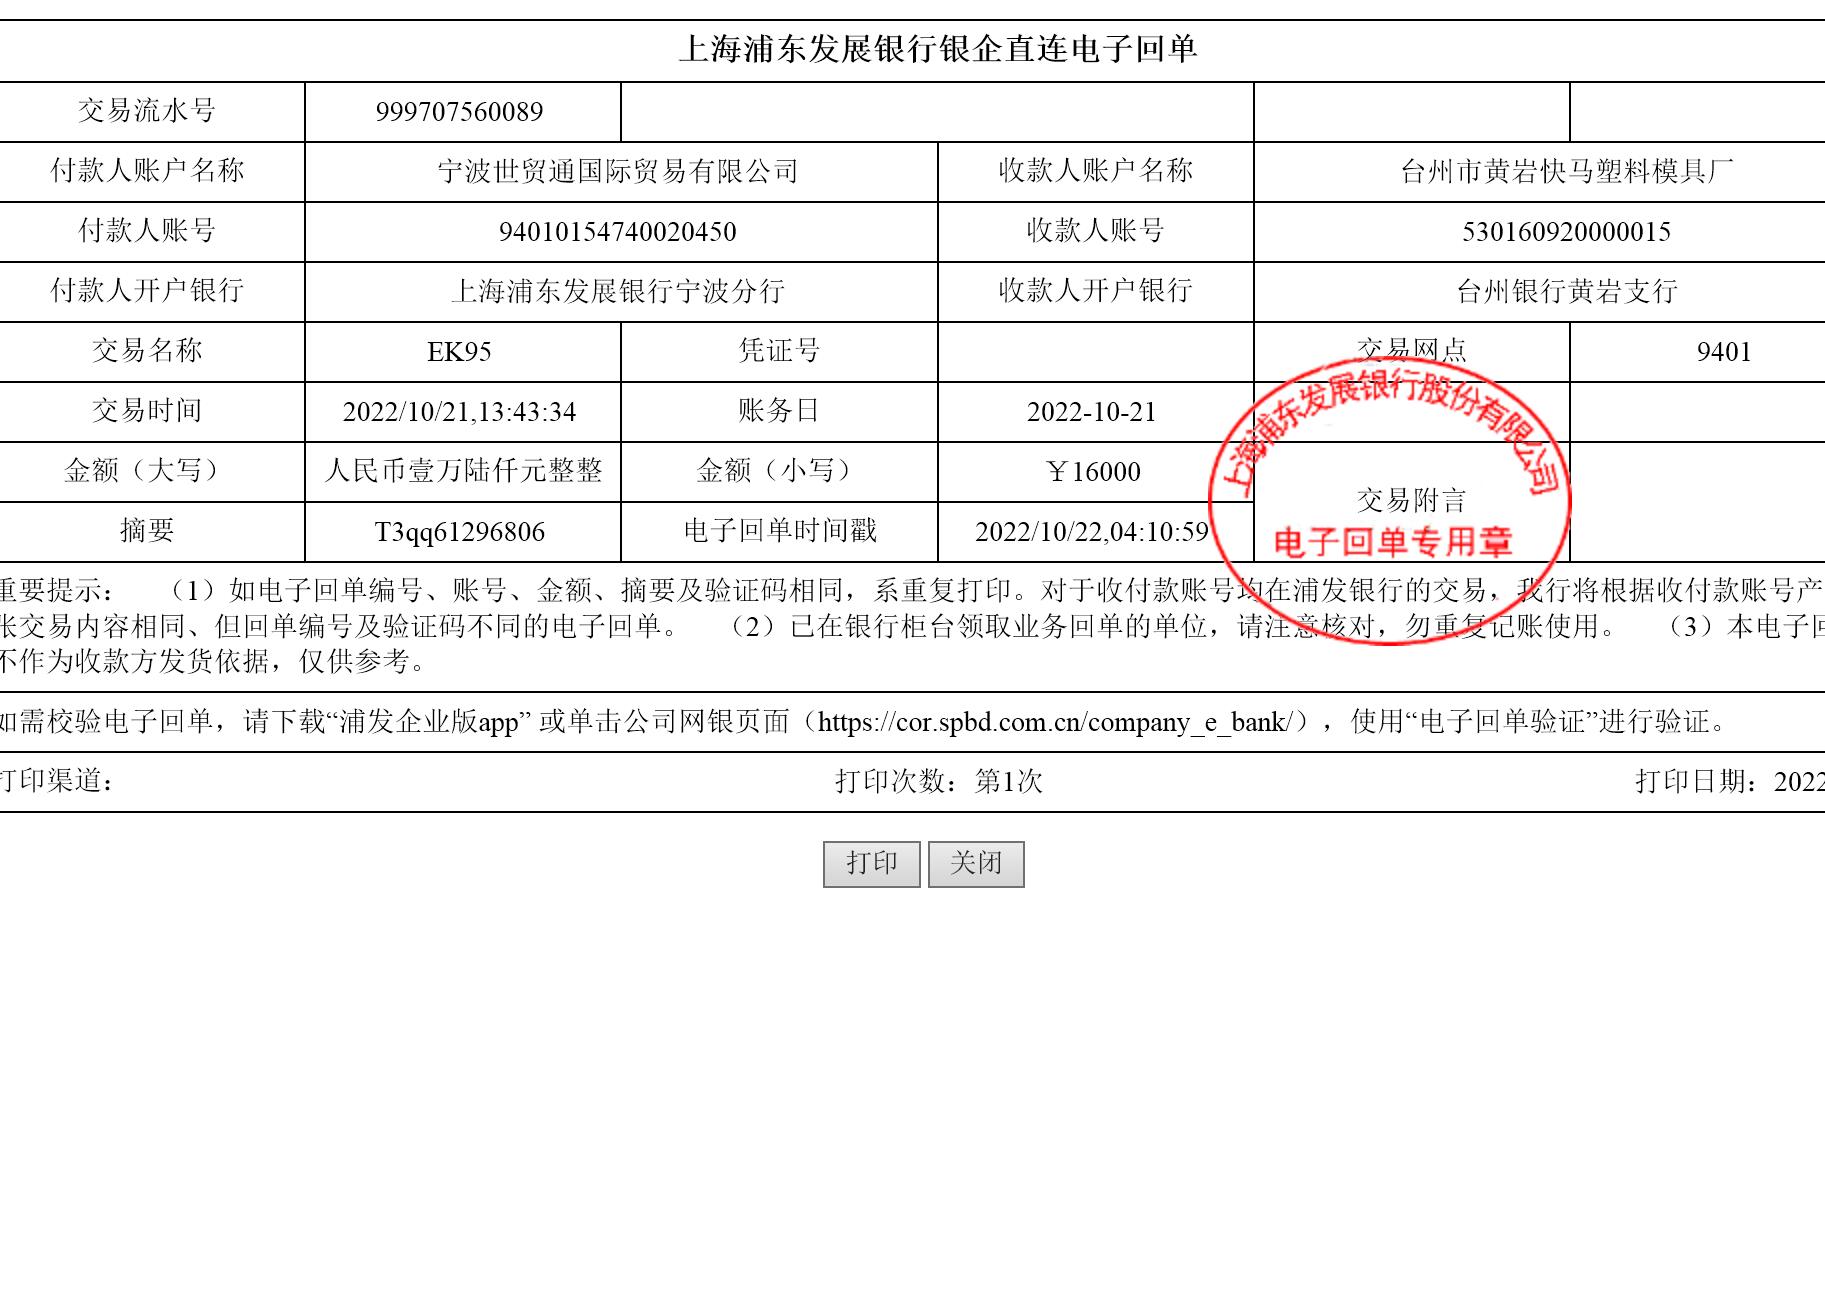 上海浦东发展银行银企直连电子回单
交易流水号 999707560089
付款人账户名称 宁波世贸通国际贸易有限公司 收款人账户名称 台州市黄岩快马塑料模具厂
付款人账号 94010154740020450 收款人账号 530160920000015
付款人开户银行 上海浦东发展银行宁波分行 收款人开户银行 台州银行黄岩支行
交易名称 EK95 凭证号 交易网点 9401
交易时间 2022/10/21,13:43:34 账务日 2022-10-21
金额（大写） 人民币壹万陆仟元整整 金额（小写） ￥16000
交易附言
摘要 T3qq61296806 电子回单时间戳 2022/10/22,04:10:59
上海浦东发展银行股份有限公司
电子回单专用章
重要提示： （1）如电子回单编号、账号、金额、摘要及验证码相同，系重复打印。对于收付款账号均在浦发银行的交易，我行将根据收付款账号产
账交易内容相同、但回单编号及验证码不同的电子回单。 （2）已在银行柜台领取业务回单的单位，请注意核对，勿重复记账使用。 （3）本电子回
不作为收款方发货依据，仅供参考。
如需校验电子回单，请下载“浦发企业版app” 或单击公司网银页面（https://cor.spbd.com.cn/company_e_bank/），使用“电子回单验证”进行验证。
打印渠道： 打印次数：第1次 打印日期：2022
打印 关闭